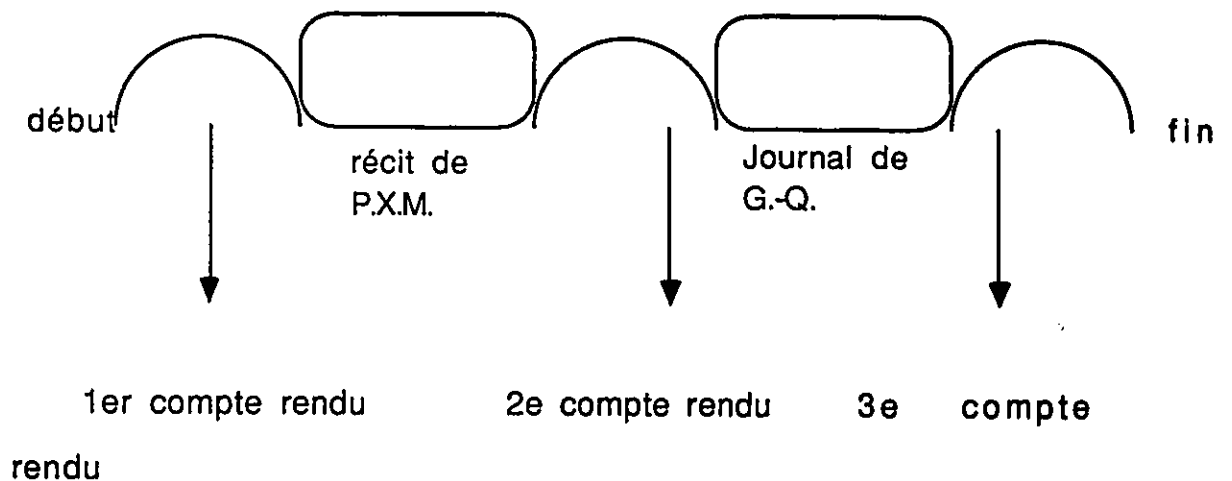 début
fin
récit de
P.X.M.
Journal de
G.-Q.
1er compte rendu 2e compte rendu 3e compte
rendu